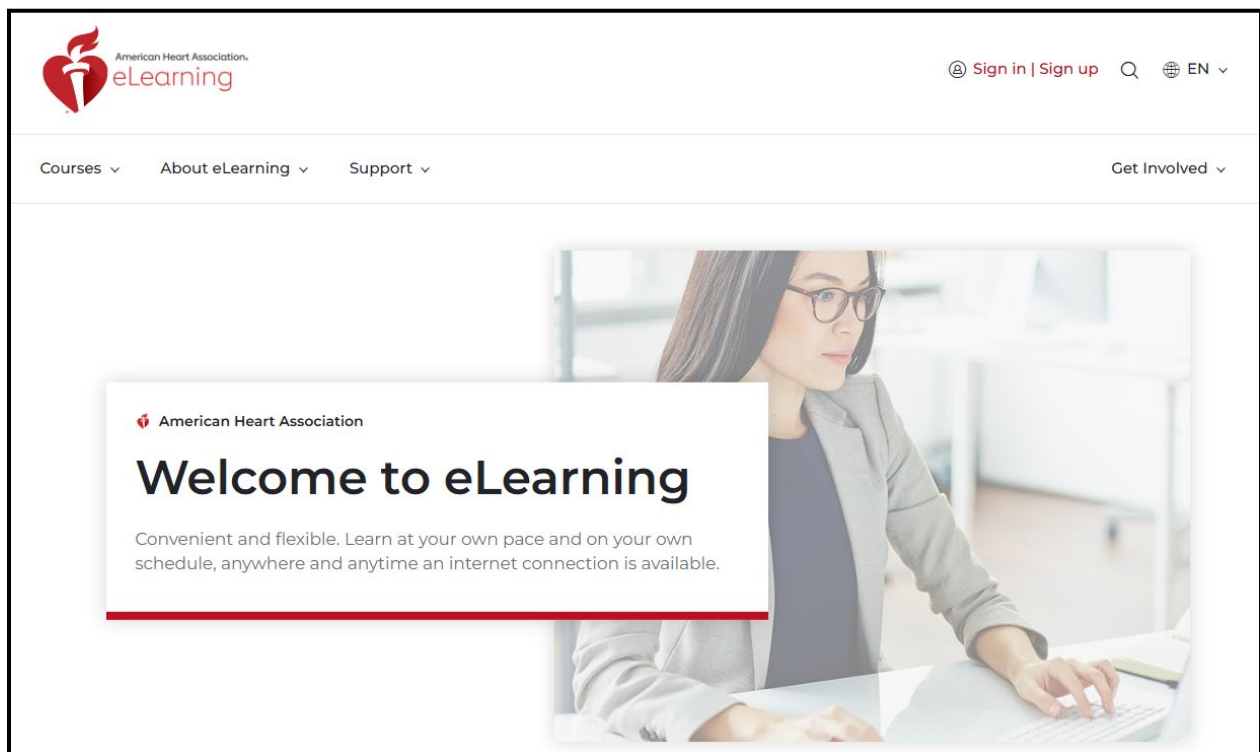 American Heart Association®
eLearning
Sign in | Sign up
EN
Courses
About eLearning
Support
Get Involved
American Heart Association
Welcome to eLearning
Convenient and flexible. Learn at your own pace and on your own
schedule, anywhere and anytime an internet connection is available.